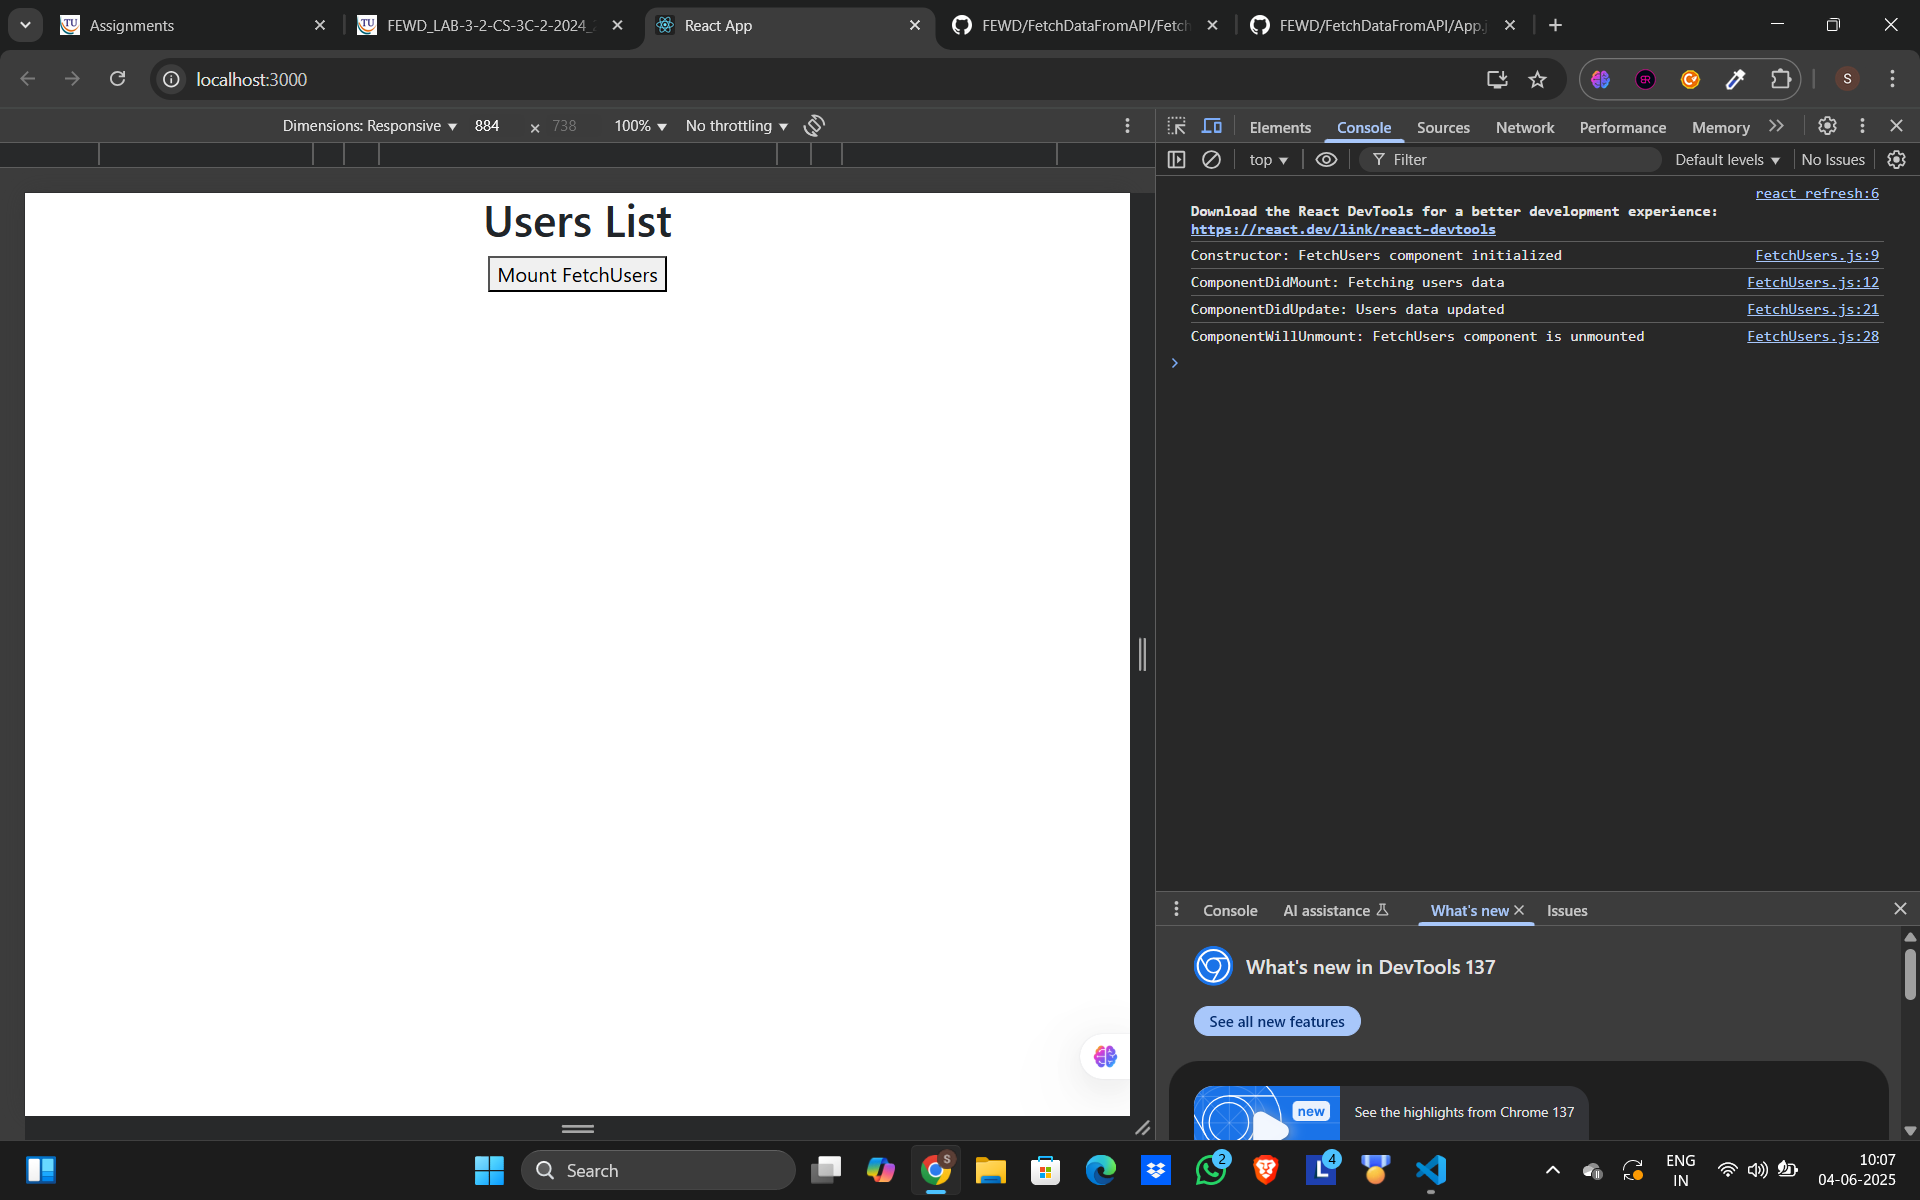 Assignments
FEWD_LAB-3-2-CS-3C-2-2024_
React App
FEWD/FetchDataFromAPI/Fetch
FEWD/FetchDataFromAPI/App.j
localhost:3000
S
Dimensions: Responsive
884
×
738
100%
No throttling
Elements
Console
Sources
Network
Performance
Memory
top
Filter
Default levels
No Issues
Users List
Mount FetchUsers
react refresh:6
Download the React DevTools for a better development experience:
https://react.dev/link/react-devtools
Constructor: FetchUsers component initialized
FetchUsers.js:9
ComponentDidMount: Fetching users data
FetchUsers.js:12
ComponentDidUpdate: Users data updated
FetchUsers.js:21
ComponentWillUnmount: FetchUsers component is unmounted
FetchUsers.js:28
Console
AI assistance
What's new
Issues
What's new in DevTools 137
See all new features
new
See the highlights from Chrome 137
Search
S
2
L
4
ENG
IN
10:07
04-06-2025